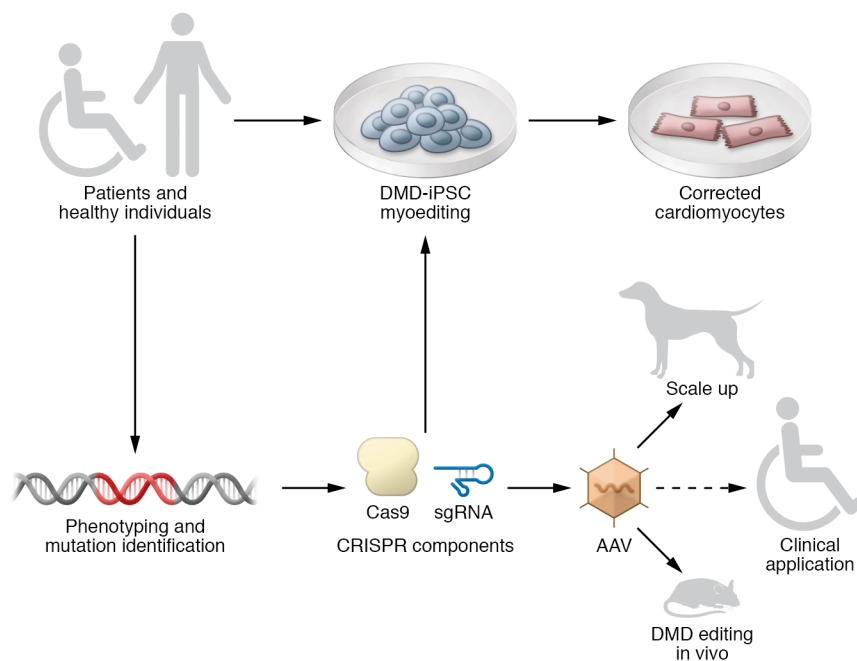 Patients and
healthy individuals
DMD-iPSC
myoediting
Corrected
cardiomyocytes
Scale up
Phenotyping and
mutation identification
Cas9
sgRNA
CRISPR components
AAV
Clinical
application
DMD editing
in vivo